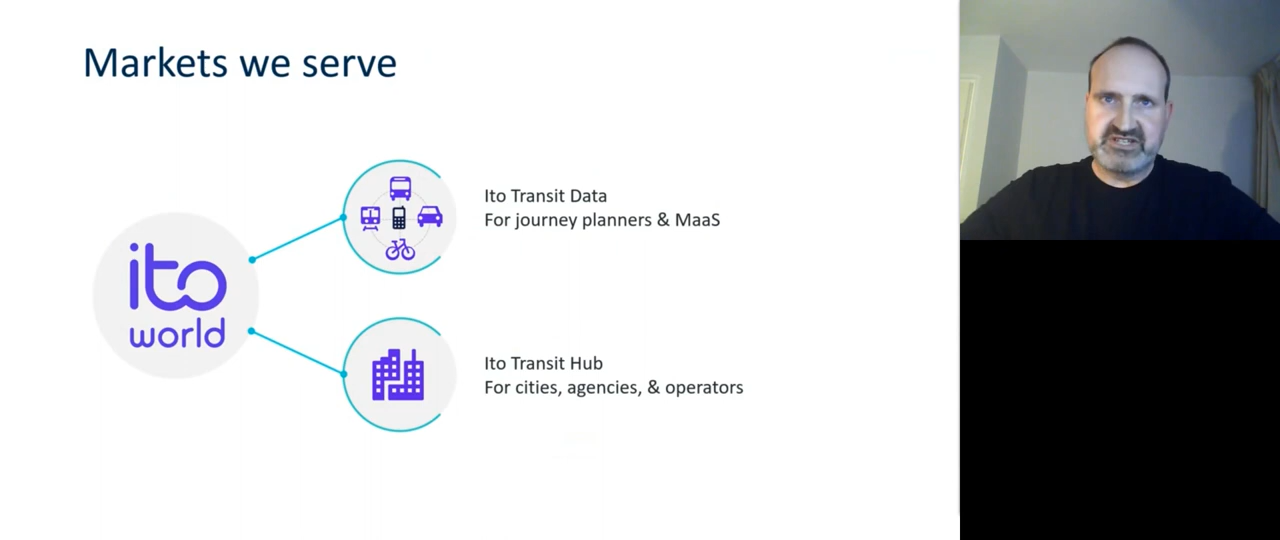 Markets we serve
ito
world
Ito Transit Data
For journey planners & MaaS
Ito Transit Hub
For cities, agencies, & operators